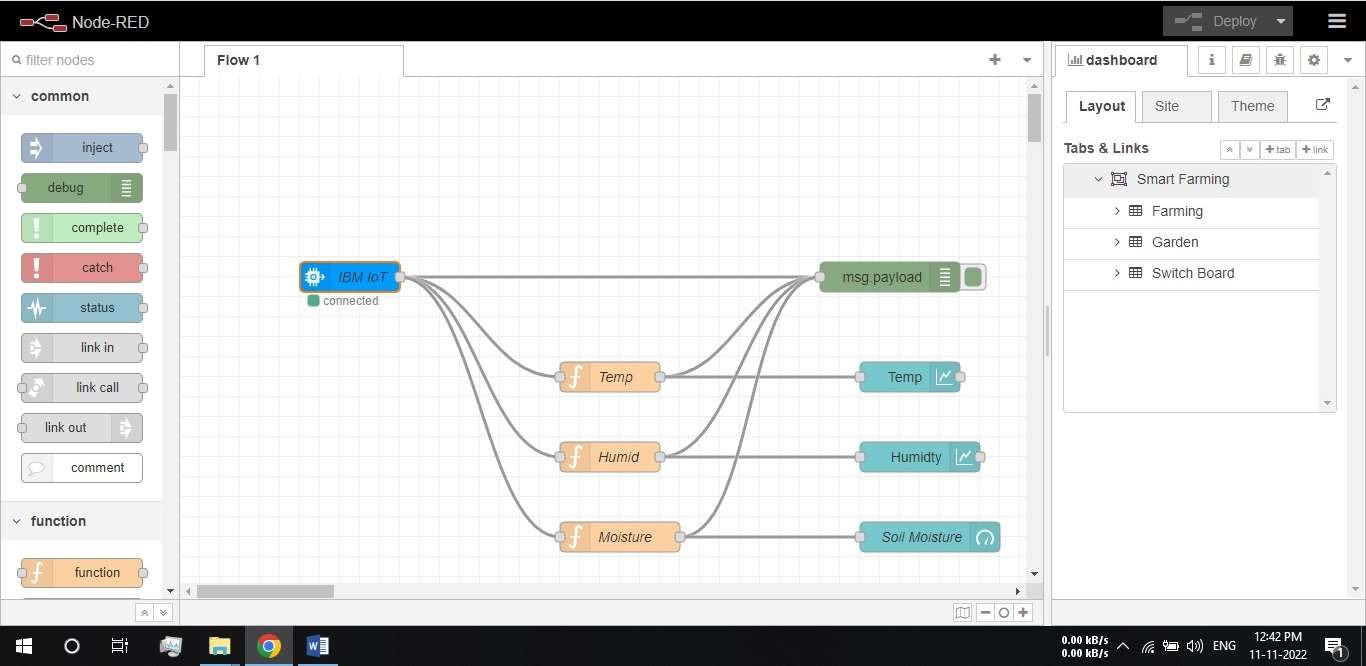 Node-RED
Deploy
filter nodes
Flow 1
dashboard
i
common
inject
debug
complete
catch
status
link in
link call
link out
comment
function
f function
IBM IoT
connected
msg.payload
f Temp
Temp
f Humid
Humidty
f Moisture
Soil Moisture
Layout
Site
Theme
Tabs & Links
+ tab
+ link
Smart Farming
Farming
Garden
Switch Board
0.00 kB/s
0.00 kB/s
ENG
12:42 PM
11-11-2022
1